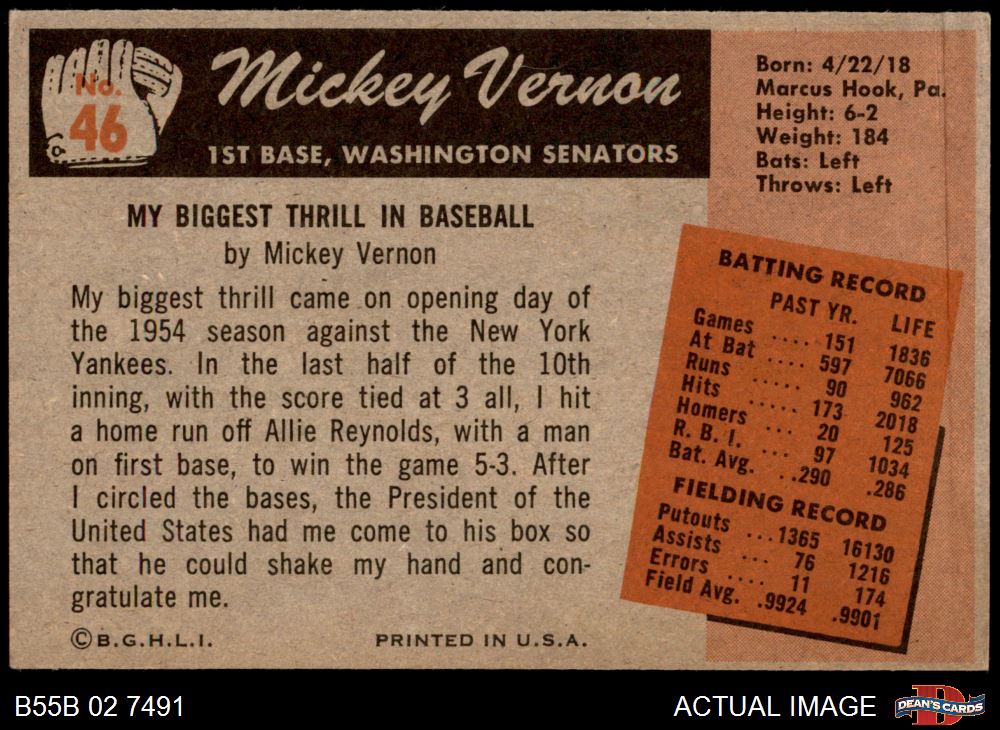 No.
46
Mickey Vernon
1ST BASE, WASHINGTON SENATORS
Born: 4/22/18
Marcus Hook, Pa.
Height: 6-2
Weight: 184
Bats: Left
Throws: Left
MY BIGGEST THRILL IN BASEBALL
by Mickey Vernon
My biggest thrill came on opening day of
the 1954 season against the New York
Yankees. In the last half of the 10th
inning, with the score tied at 3 all, I hit
a home run off Allie Reynolds, with a man
on first base, to win the game 5-3. After
I circled the bases, the President of the
United States had me come to his box so
that he could shake my hand and con-
gratulate me.
©B.G.H.L.I. PRINTED IN U.S.A.
BATTING RECORD
PAST YR. LIFE
Games .... 151 1836
At Bat .... 597 7066
Runs ..... 90 962
Hits ..... 173 2018
Homers ... 20 125
R. B. I. ... 97 1034
Bat. Avg. ..290 .286
FIELDING RECORD
Putouts ...1365 16130
Assists ... 76 1216
Errors .... 11 174
Field Avg. .9924 .9901
B55B 02 7491
ACTUAL IMAGE
DEAN'S CARDS